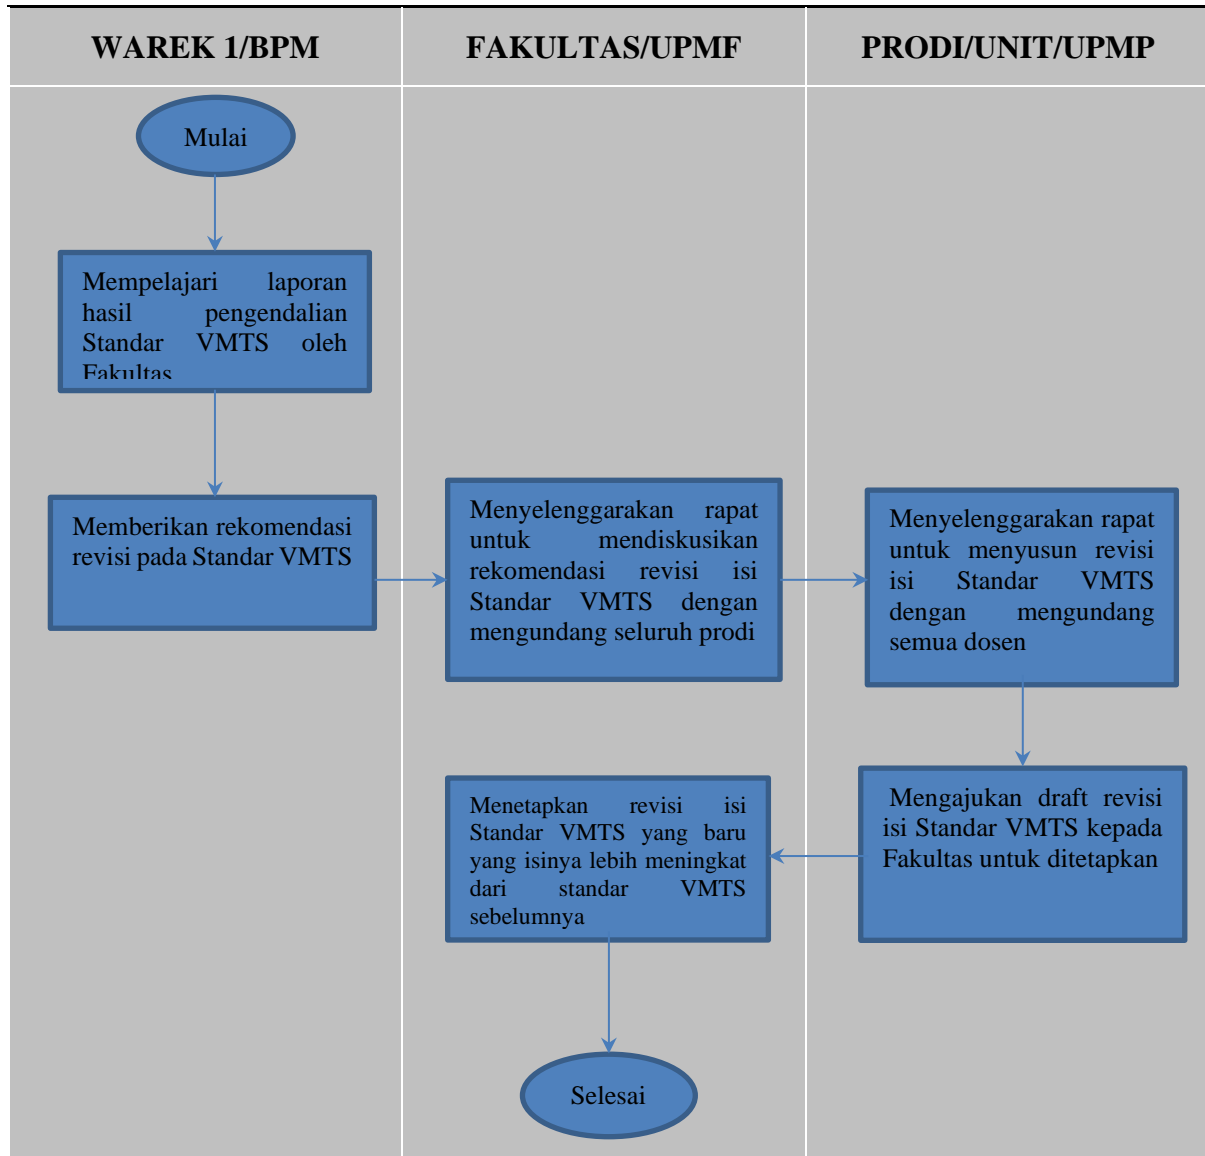 WAREK 1/BPM
FAKULTAS/UPMF
PRODI/UNIT/UPMP
Mulai
Mempelajari laporan
hasil pengendalian
Standar VMTS oleh
Fakultas
Memberikan rekomendasi
revisi pada Standar VMTS
Menyelenggarakan rapat
untuk mendiskusikan
rekomendasi revisi isi
Standar VMTS dengan
mengundang seluruh prodi
Menyelenggarakan rapat
untuk menyusun revisi
isi Standar VMTS
dengan mengundang
semua dosen
Mengajukan draft revisi
isi Standar VMTS kepada
Fakultas untuk ditetapkan
Menetapkan revisi isi
Standar VMTS yang baru
yang isinya lebih meningkat
dari standar VMTS
sebelumnya
Selesai